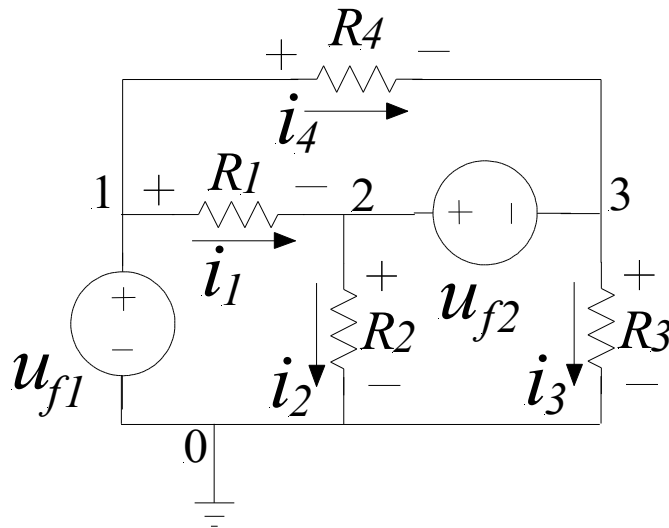 + R4 −
i4
1 + R1 − 2 + − 3
i1 + uf2 +
+ − uf1 R2 R3
i2 − i3 −
0